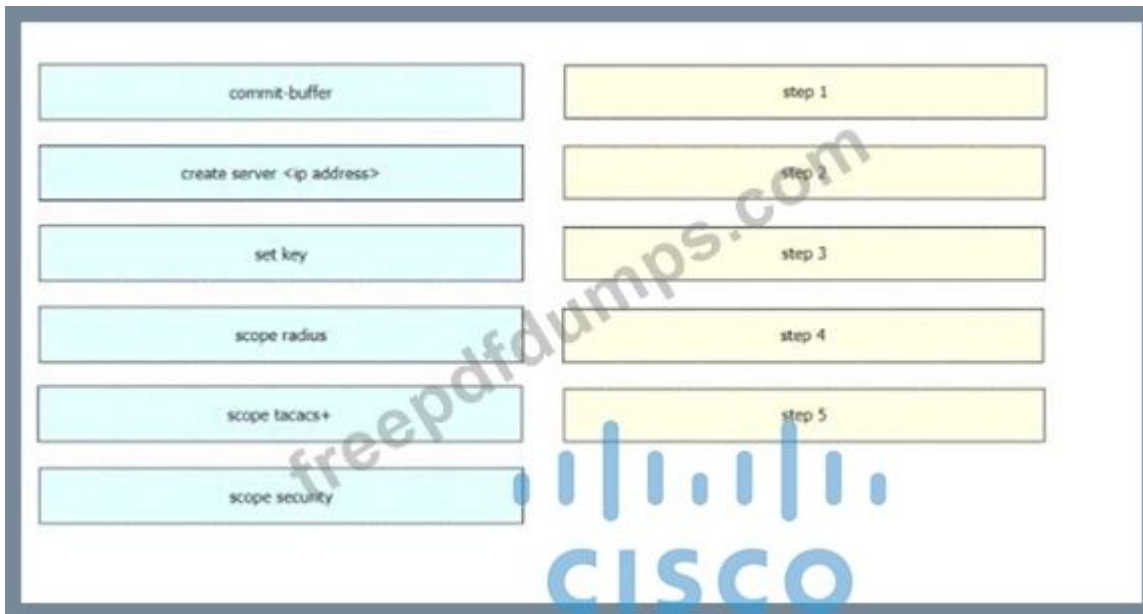 commit-buffer
step 1
create server <ip address>
step 2
set key
step 3
scope radius
step 4
scope tacacs+
step 5
scope security
freepdfdumps.com
CISCO